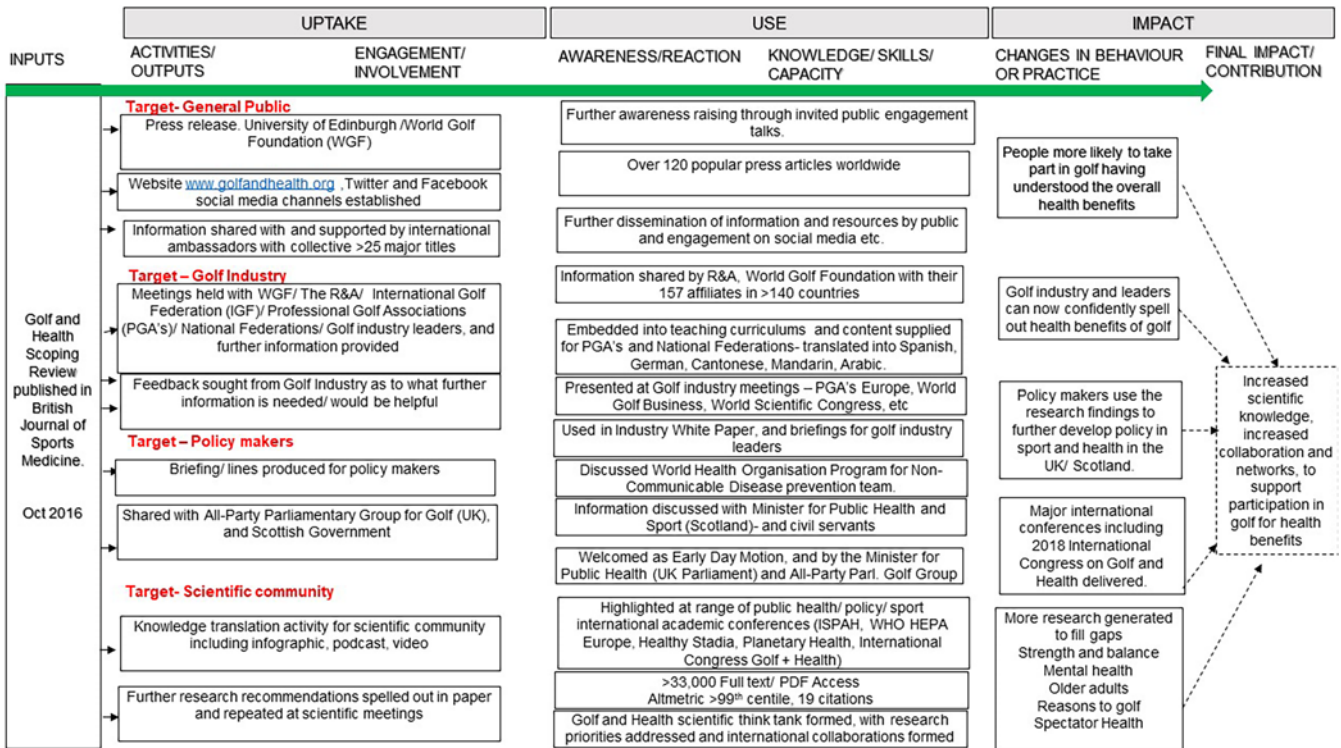 UPTAKE
USE
IMPACT
INPUTS
ACTIVITIES/
OUTPUTS
ENGAGEMENT/
INVOLVEMENT
AWARENESS/REACTION
KNOWLEDGE/ SKILLS/
CAPACITY
CHANGES IN BEHAVIOUR
OR PRACTICE
FINAL IMPACT/
CONTRIBUTION
Golf and
Health
Scoping
Review
published in
British
Journal of
Sports
Medicine.
Oct 2016
Target- General Public
Press release. University of Edinburgh /World Golf
Foundation (WGF)
Website www.golfandhealth.org ,Twitter and Facebook
social media channels established
Information shared with and supported by international
ambassadors with collective >25 major titles
Target – Golf Industry
Meetings held with WGF/ The R&A/ International Golf
Federation (IGF)/ Professional Golf Associations
(PGA's)/ National Federations/ Golf industry leaders, and
further information provided
Feedback sought from Golf Industry as to what further
information is needed/ would be helpful
Target – Policy makers
Briefing/ lines produced for policy makers
Shared with All-Party Parliamentary Group for Golf (UK),
and Scottish Government
Target- Scientific community
Knowledge translation activity for scientific community
including infographic, podcast, video
Further research recommendations spelled out in paper
and repeated at scientific meetings
Further awareness raising through invited public engagement
talks.
Over 120 popular press articles worldwide
Further dissemination of information and resources by public
and engagement on social media etc.
Information shared by R&A, World Golf Foundation with their
157 affiliates in >140 countries
Embedded into teaching curriculums and content supplied
for PGA's and National Federations- translated into Spanish,
German, Cantonese, Mandarin, Arabic.
Presented at Golf industry meetings – PGA's Europe, World
Golf Business, World Scientific Congress, etc
Used in Industry White Paper, and briefings for golf industry
leaders
Discussed World Health Organisation Program for Non-
Communicable Disease prevention team.
Information discussed with Minister for Public Health and
Sport (Scotland)- and civil servants
Welcomed as Early Day Motion, and by the Minister for
Public Health (UK Parliament) and All-Party Parl. Golf Group
Highlighted at range of public health/ policy/ sport
international academic conferences (ISPAH, WHO HEPA
Europe, Healthy Stadia, Planetary Health, International
Congress Golf + Health)
>33,000 Full text/ PDF Access
Altmetric >99th centile, 19 citations
Golf and Health scientific think tank formed, with research
priorities addressed and international collaborations formed
People more likely to take
part in golf having
understood the overall
health benefits
Golf industry and leaders
can now confidently spell
out health benefits of golf
Policy makers use the
research findings to
further develop policy in
sport and health in the
UK/ Scotland.
Major international
conferences including
2018 International
Congress on Golf and
Health delivered.
More research generated
to fill gaps
Strength and balance
Mental health
Older adults
Reasons to golf
Spectator Health
Increased
scientific
knowledge,
increased
collaboration and
networks, to
support
participation in
golf for health
benefits